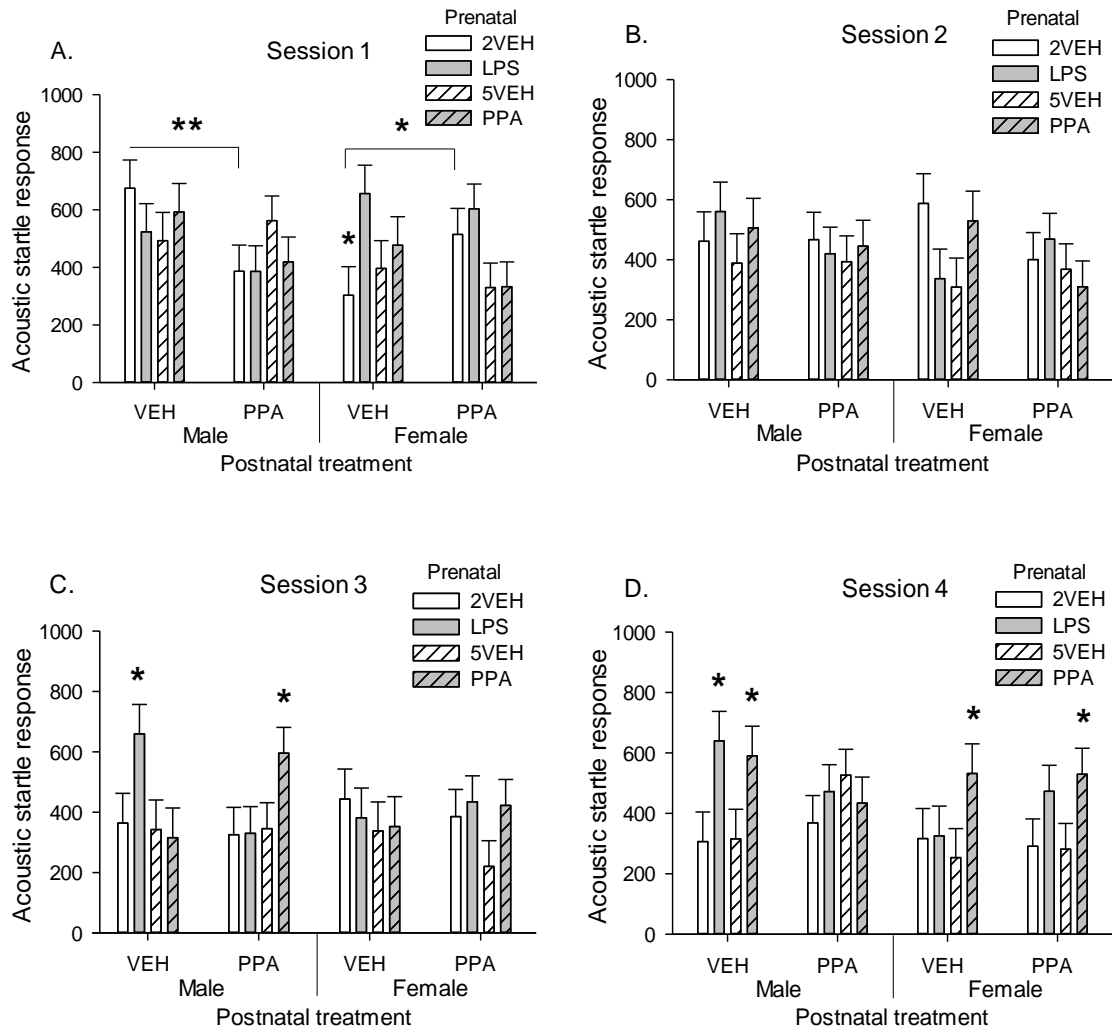 A.
Session 1
Prenatal
2VEH
LPS
5VEH
PPA
Acoustic startle response
1000
800
600
400
200
0
**
*
*
VEH PPA VEH PPA
Male Female
Postnatal treatment
B.
Session 2
Prenatal
2VEH
LPS
5VEH
PPA
Acoustic startle response
1000
800
600
400
200
0
VEH PPA VEH PPA
Male Female
Postnatal treatment
C.
Session 3
Prenatal
2VEH
LPS
5VEH
PPA
Acoustic startle response
1000
800
600
400
200
0
* *
VEH PPA VEH PPA
Male Female
Postnatal treatment
D.
Session 4
Prenatal
2VEH
LPS
5VEH
PPA
Acoustic startle response
1000
800
600
400
200
0
* * * *
VEH PPA VEH PPA
Male Female
Postnatal treatment